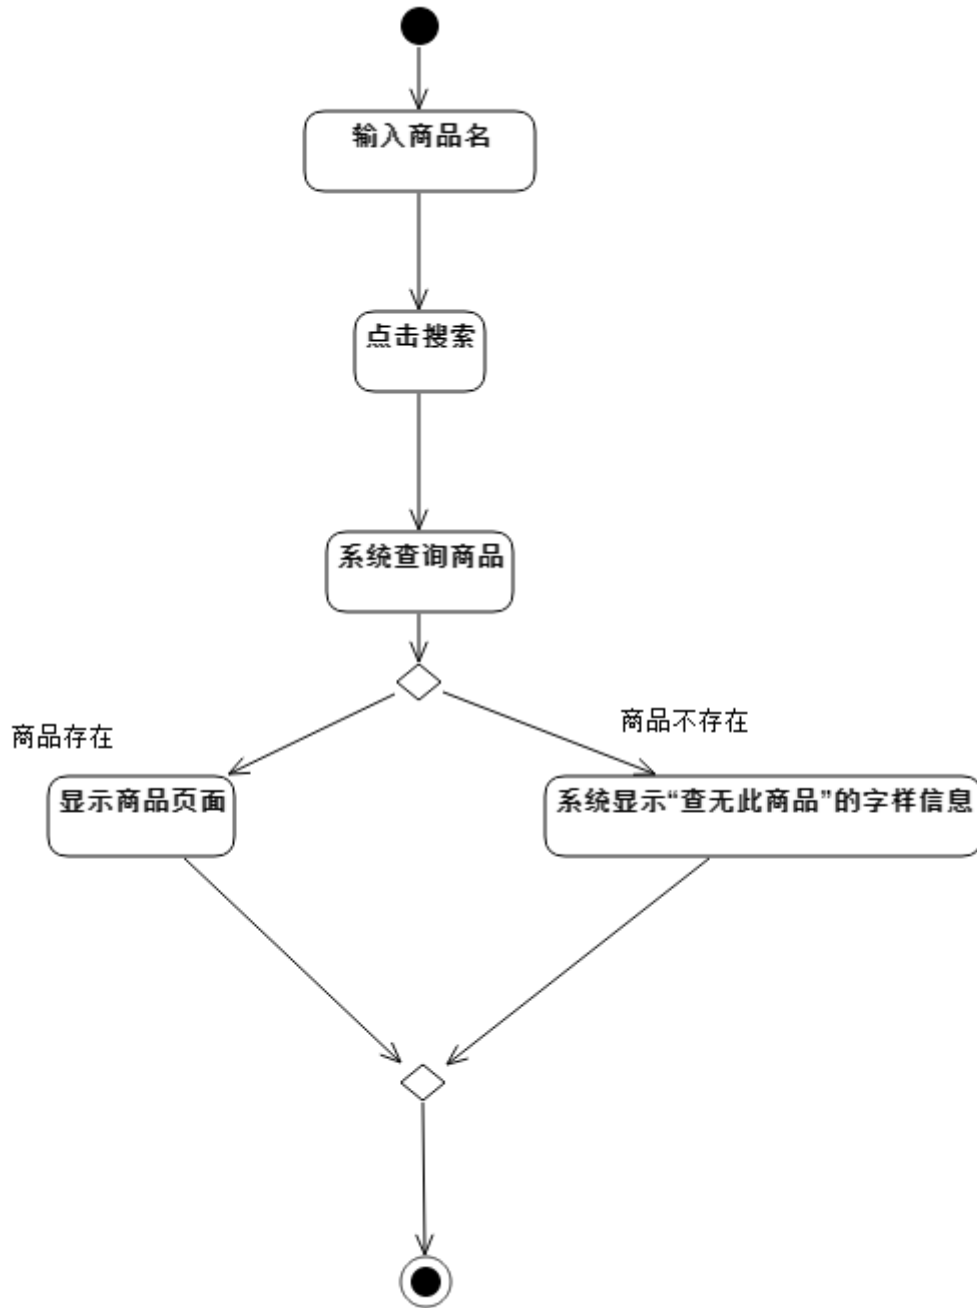 输入商品名
点击搜索
系统查询商品
商品存在
商品不存在
显示商品页面
系统显示“查无此商品”的字样信息